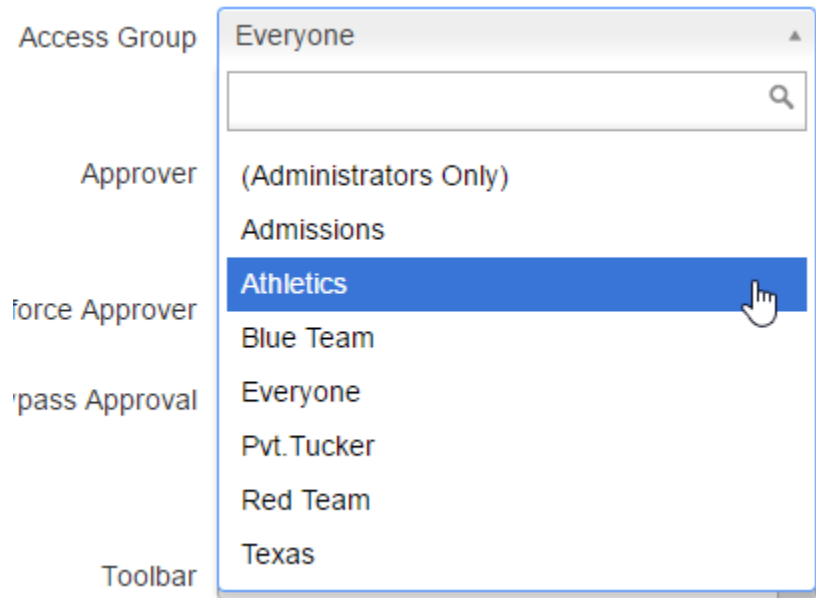 Access Group Everyone
Approver (Administrators Only)
Admissions
Athletics
force Approver
Blue Team
Everyone
ypass Approval
Pvt.Tucker
Red Team
Texas
Toolbar